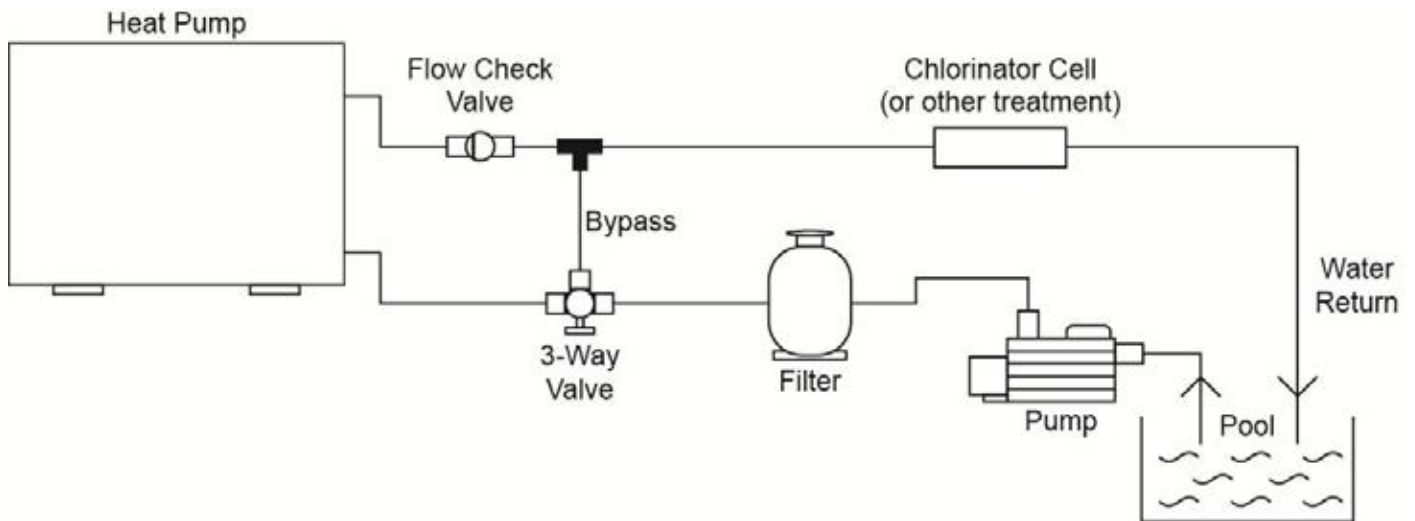 Heat Pump
Flow Check
Valve
Chlorinator Cell
(or other treatment)
Bypass
Water
Return
3-Way
Valve
Filter
Pump
Pool